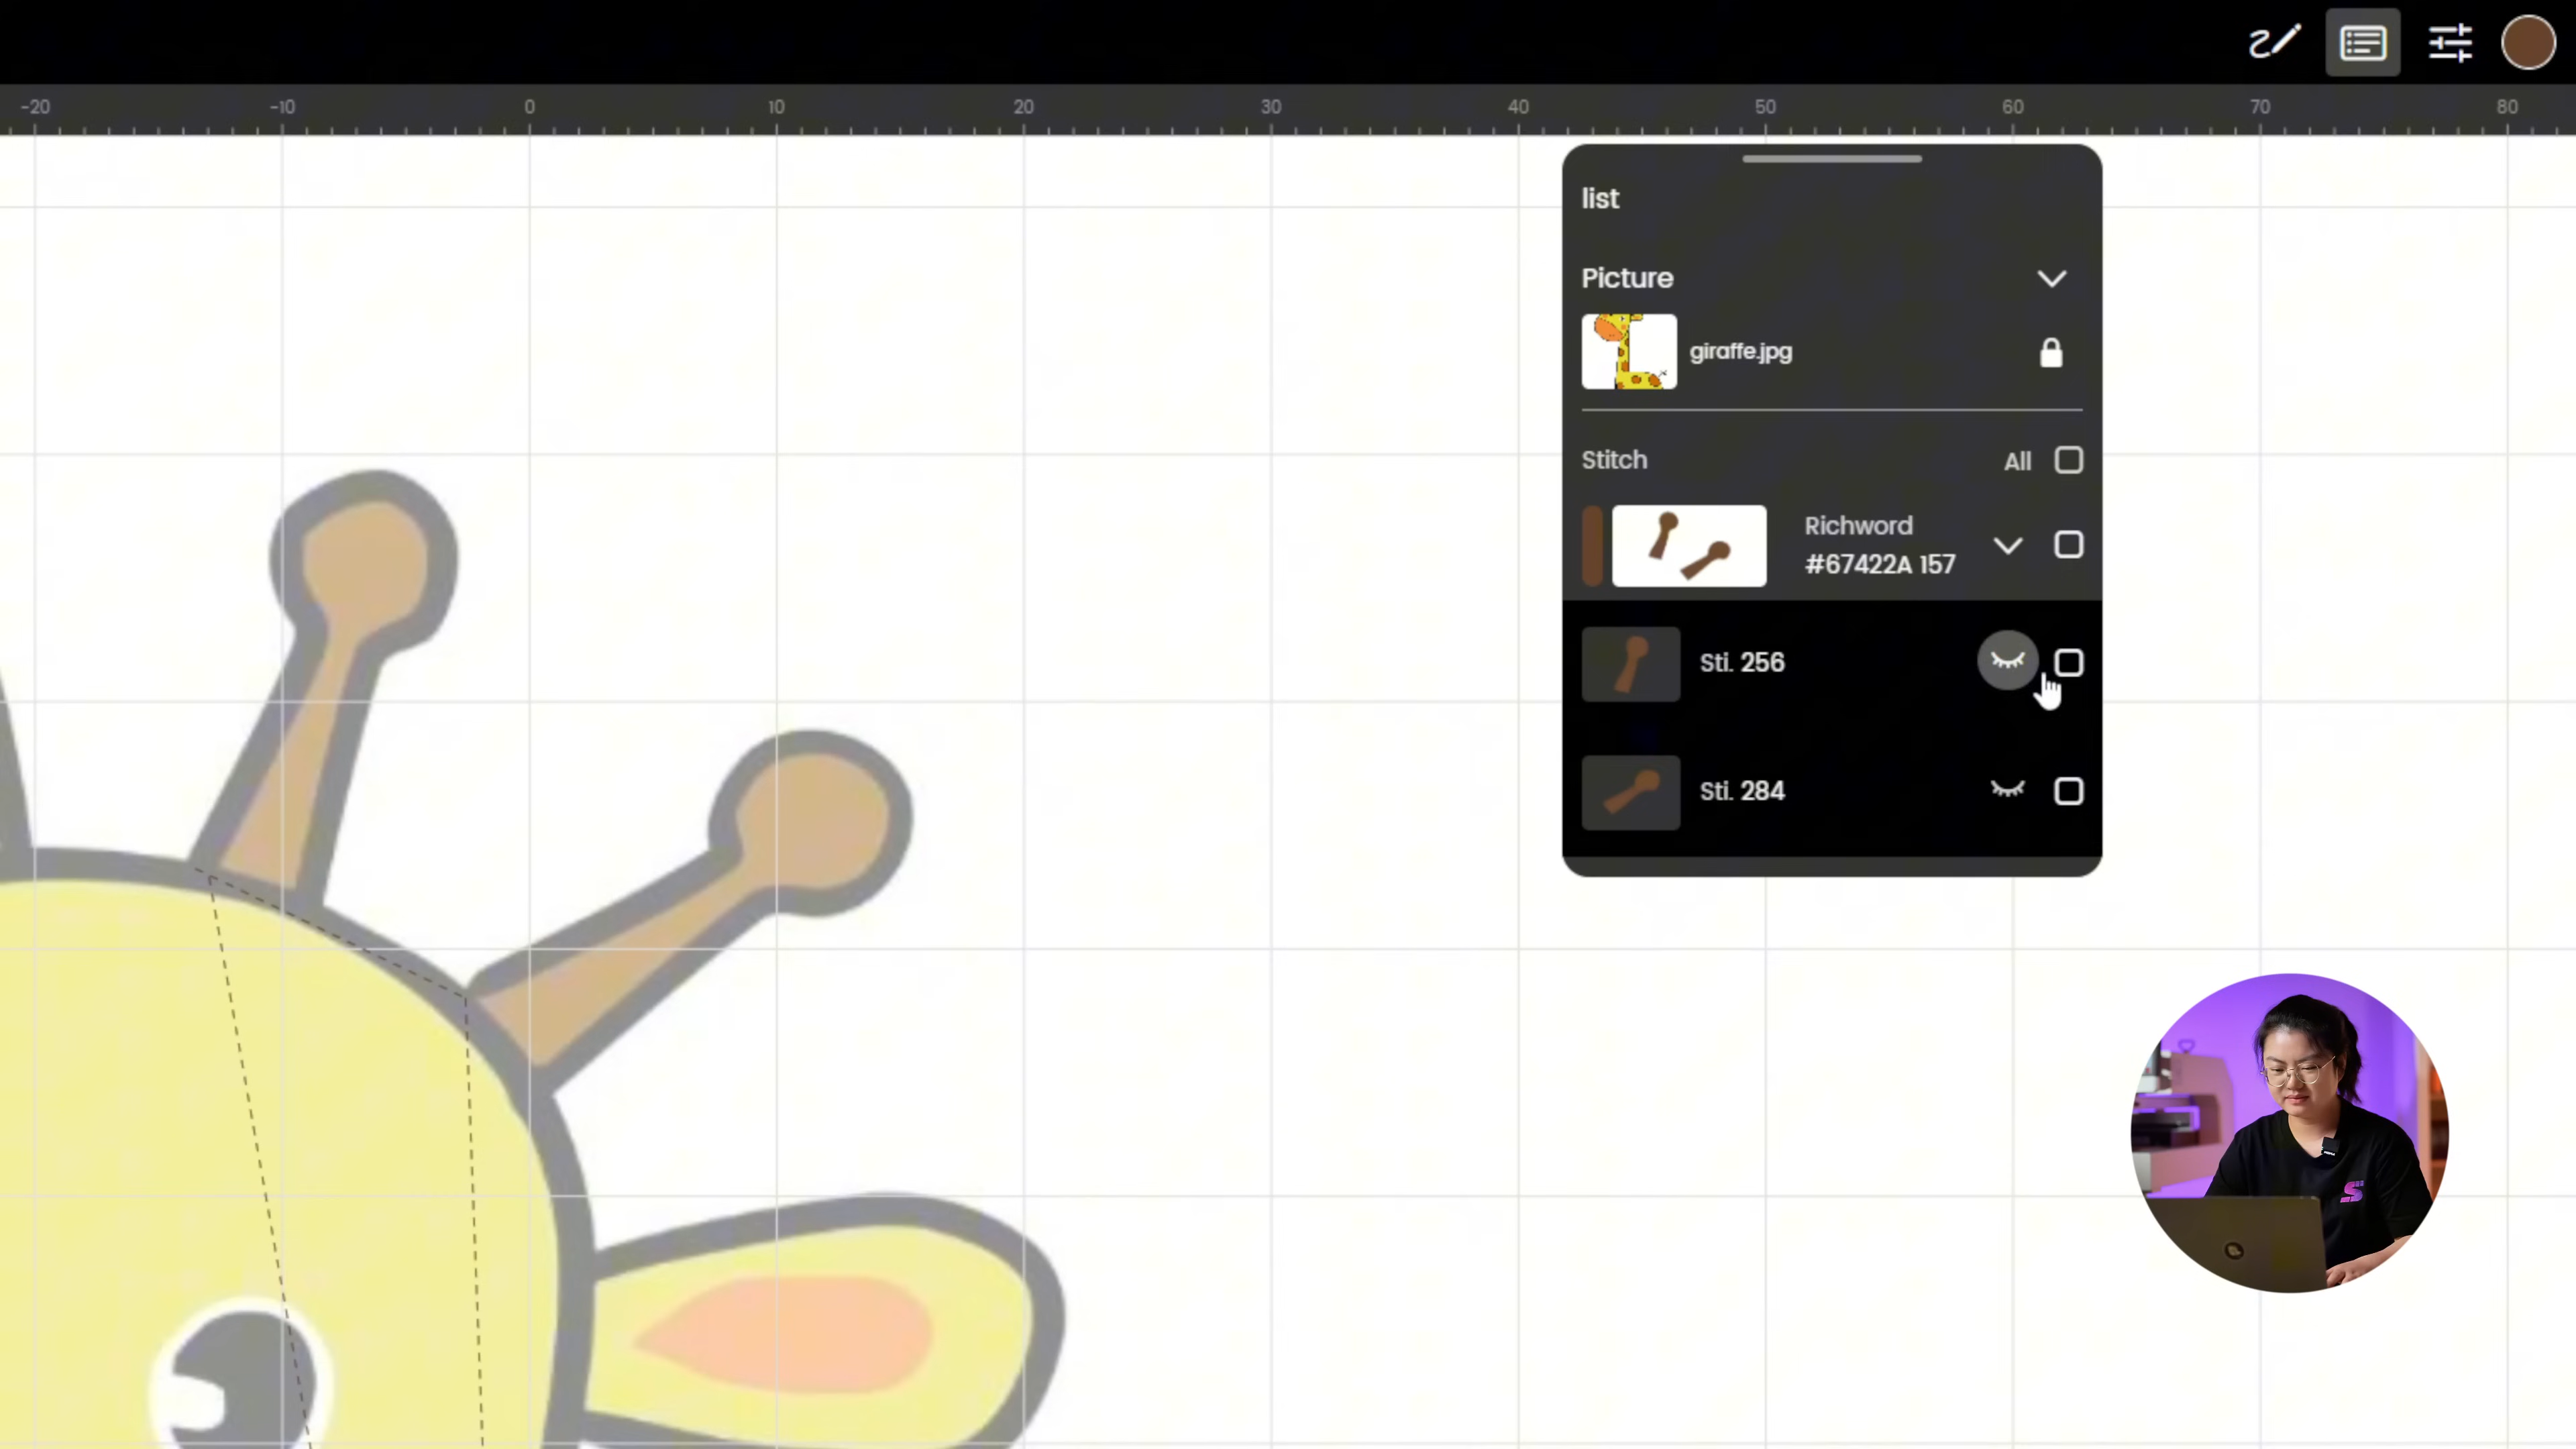 -20 -10 0 10 20 30 40 50 60 70 80
list
Picture
giraffe.jpg
Stitch All
Richword
#67422A 157
Sti. 256
Sti. 284
S